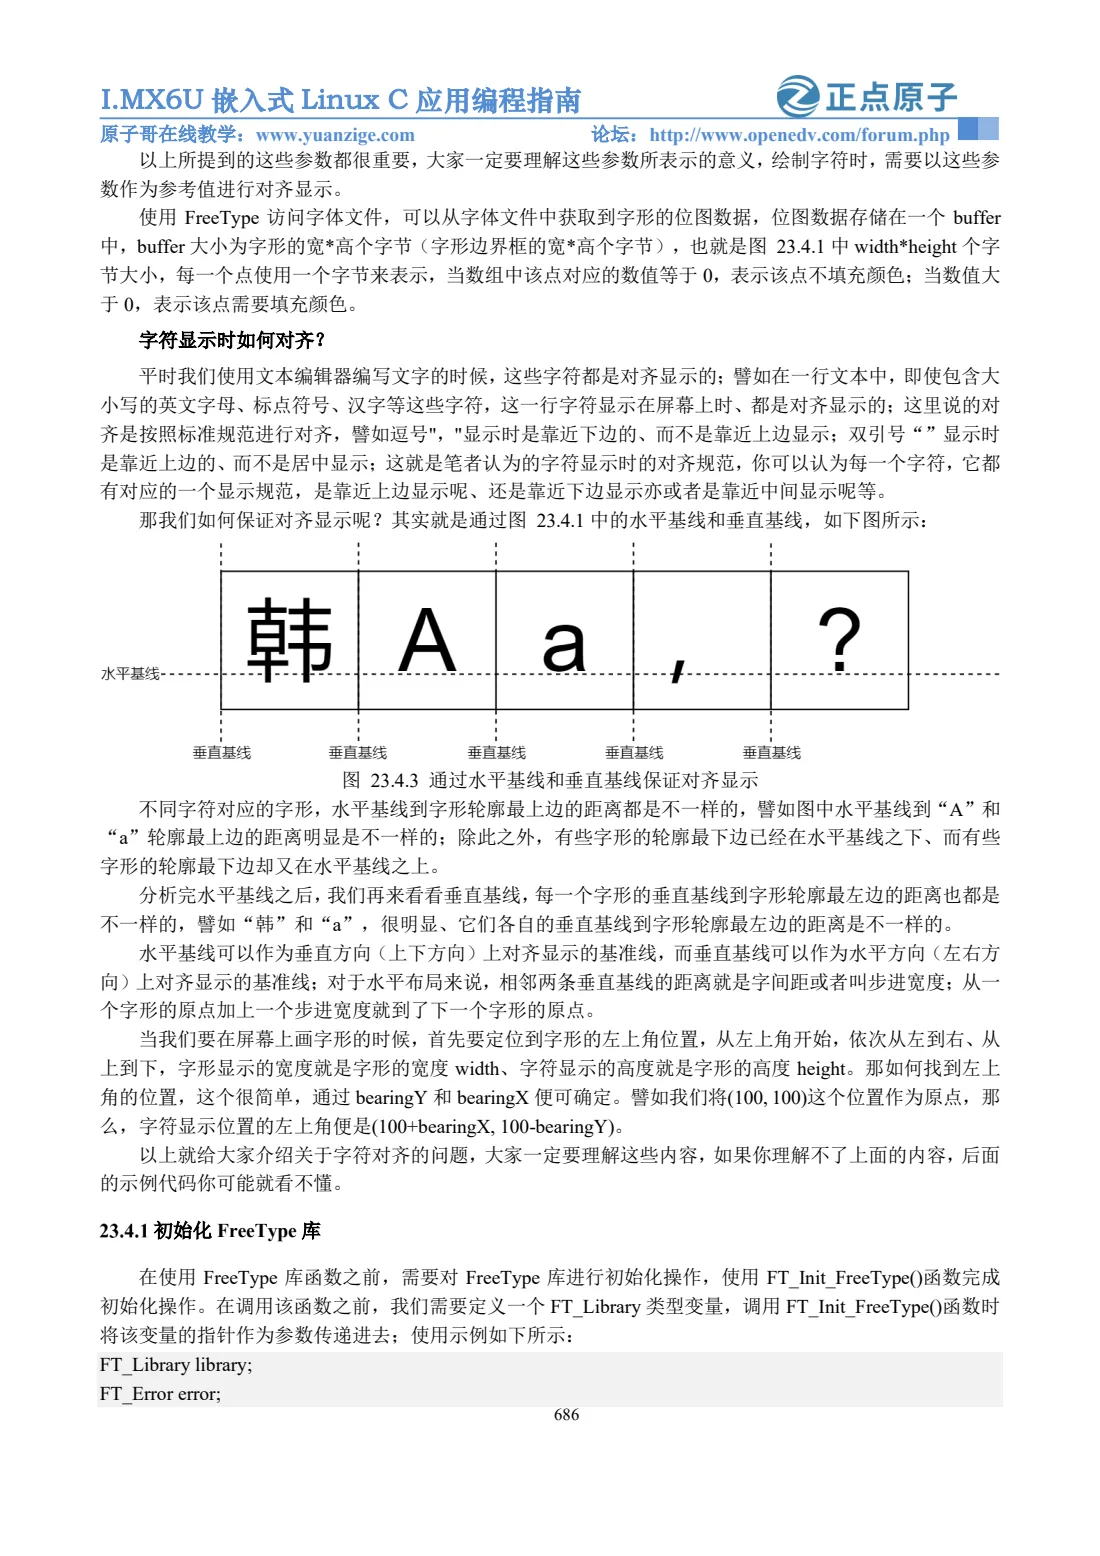 I.MX6U 嵌入式 Linux C 应用编程指南
正点原子
原子哥在线教学：www.yuanzige.com 论坛：http://www.openedv.com/forum.php
以上所提到的这些参数都很重要，大家一定要理解这些参数所表示的意义，绘制字符时，需要以这些参
数作为参考值进行对齐显示。
使用 FreeType 访问字体文件，可以从字体文件中获取到字形的位图数据，位图数据存储在一个 buffer
中，buffer 大小为字形的宽*高个字节（字形边界框的宽*高个字节），也就是图 23.4.1 中 width*height 个字
节大小，每一个点使用一个字节来表示，当数组中该点对应的数值等于 0，表示该点不填充颜色；当数值大
于 0，表示该点需要填充颜色。
字符显示时如何对齐？
平时我们使用文本编辑器编写文字的时候，这些字符都是对齐显示的；譬如在一行文本中，即使包含大
小写的英文字母、标点符号、汉字等这些字符，这一行字符显示在屏幕上时、都是对齐显示的；这里说的对
齐是按照标准规范进行对齐，譬如逗号"，"显示时是靠近下边的、而不是靠近上边显示；双引号“”显示时
是靠近上边的、而不是居中显示；这就是笔者认为的字符显示时的对齐规范，你可以认为每一个字符，它都
有对应的一个显示规范，是靠近上边显示呢、还是靠近下边显示亦或者是靠近中间显示呢等。
那我们如何保证对齐显示呢？其实就是通过图 23.4.1 中的水平基线和垂直基线，如下图所示：
韩 A a , ?
水平基线
垂直基线 垂直基线 垂直基线 垂直基线 垂直基线
图 23.4.3 通过水平基线和垂直基线保证对齐显示
不同字符对应的字形，水平基线到字形轮廓最上边的距离都是不一样的，譬如图中水平基线到“A”和
“a”轮廓最上边的距离明显是不一样的；除此之外，有些字形的轮廓最下边已经在水平基线之下、而有些
字形的轮廓最下边却又在水平基线之上。
分析完水平基线之后，我们再来看看垂直基线，每一个字形的垂直基线到字形轮廓最左边的距离也都是
不一样的，譬如“韩”和“a”，很明显、它们各自的垂直基线到字形轮廓最左边的距离是不一样的。
水平基线可以作为垂直方向（上下方向）上对齐显示的基准线，而垂直基线可以作为水平方向（左右方
向）上对齐显示的基准线；对于水平布局来说，相邻两条垂直基线的距离就是字间距或者叫步进宽度；从一
个字形的原点加上一个步进宽度就到了下一个字形的原点。
当我们要在屏幕上画字形的时候，首先要定位到字形的左上角位置，从左上角开始，依次从左到右、从
上到下，字形显示的宽度就是字形的宽度 width、字符显示的高度就是字形的高度 height。那如何找到左上
角的位置，这个很简单，通过 bearingY 和 bearingX 便可确定。譬如我们将(100, 100)这个位置作为原点，那
么，字符显示位置的左上角便是(100+bearingX, 100-bearingY)。
以上就给大家介绍关于字符对齐的问题，大家一定要理解这些内容，如果你理解不了上面的内容，后面
的示例代码你可能就看不懂。
23.4.1 初始化 FreeType 库
在使用 FreeType 库函数之前，需要对 FreeType 库进行初始化操作，使用 FT_Init_FreeType()函数完成
初始化操作。在调用该函数之前，我们需要定义一个 FT_Library 类型变量，调用 FT_Init_FreeType()函数时
将该变量的指针作为参数传递进去；使用示例如下所示：
FT_Library library;
FT_Error error;
686